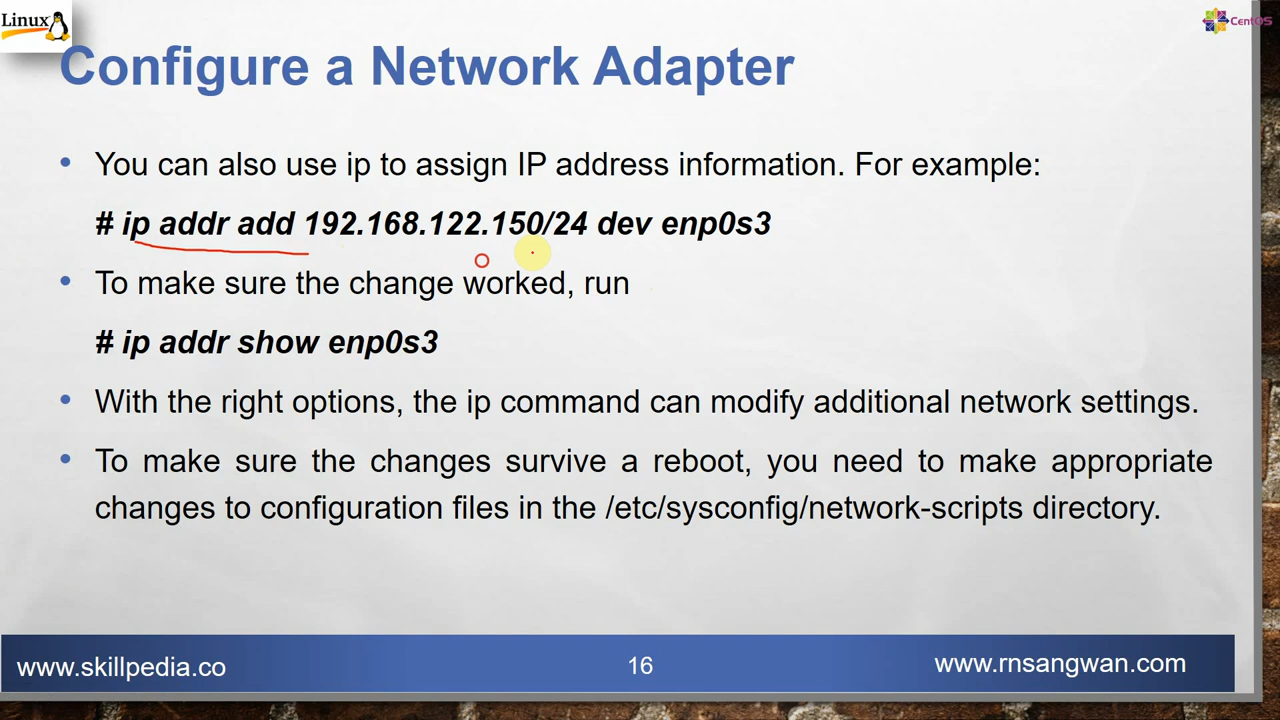 Linux
CentOS
Configure a Network Adapter
• You can also use ip to assign IP address information. For example:
# ip addr add 192.168.122.150/24 dev enp0s3
• To make sure the change worked, run
# ip addr show enp0s3
• With the right options, the ip command can modify additional network settings.
• To make sure the changes survive a reboot, you need to make appropriate
changes to configuration files in the /etc/sysconfig/network-scripts directory.
www.skillpedia.co
16
www.rnsangwan.com